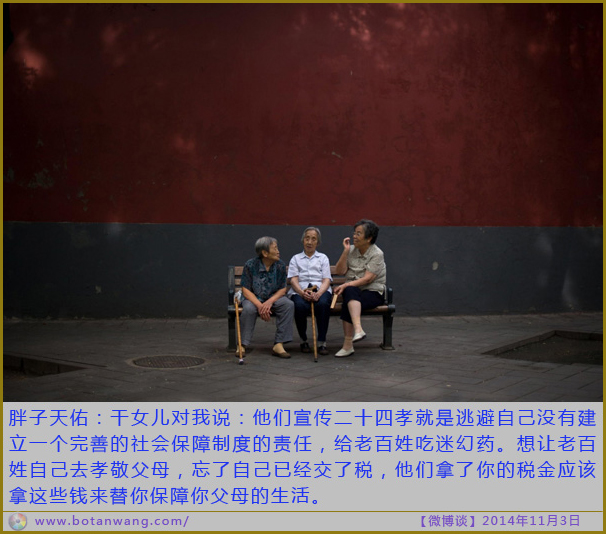 胖子天佑：干女儿对我说：他们宣传二十四孝就是逃避自己没有建
立一个完善的社会保障制度的责任，给老百姓吃迷幻药。想让老百
姓自己去孝敬父母，忘了自己已经交了税，他们拿了你的税金应该
拿这些钱来替你保障你父母的生活。
www.botanwang.com/ 【微博谈】2014年11月3日